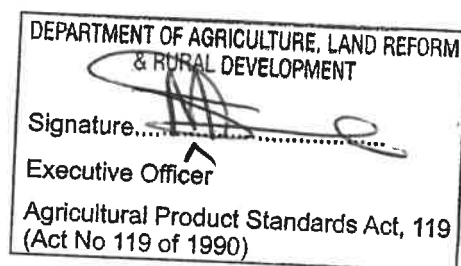 DEPARTMENT OF AGRICULTURE, LAND REFORM
& RURAL DEVELOPMENT
Signature....................................
Executive Officer
Agricultural Product Standards Act, 119
(Act No 119 of 1990)